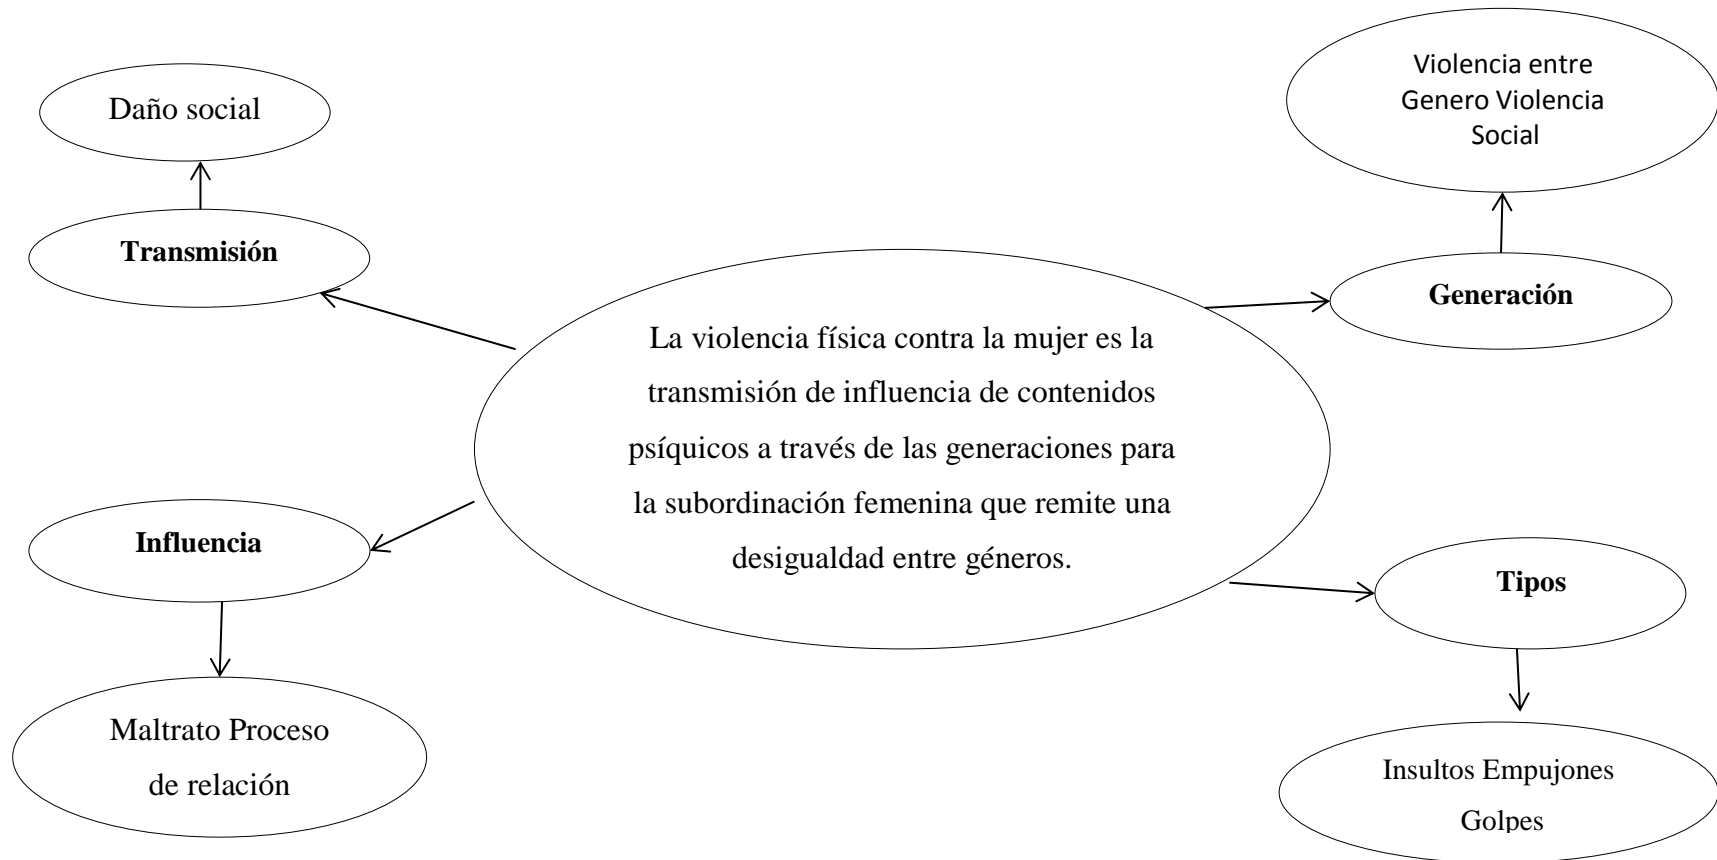 Daño social
Transmisión
Violencia entre
Genero Violencia
Social
Generación
La violencia física contra la mujer es la
transmisión de influencia de contenidos
psíquicos a través de las generaciones para
la subordinación femenina que remite una
desigualdad entre géneros.
Influencia
Maltrato Proceso
de relación
Tipos
Insultos Empujones
Golpes